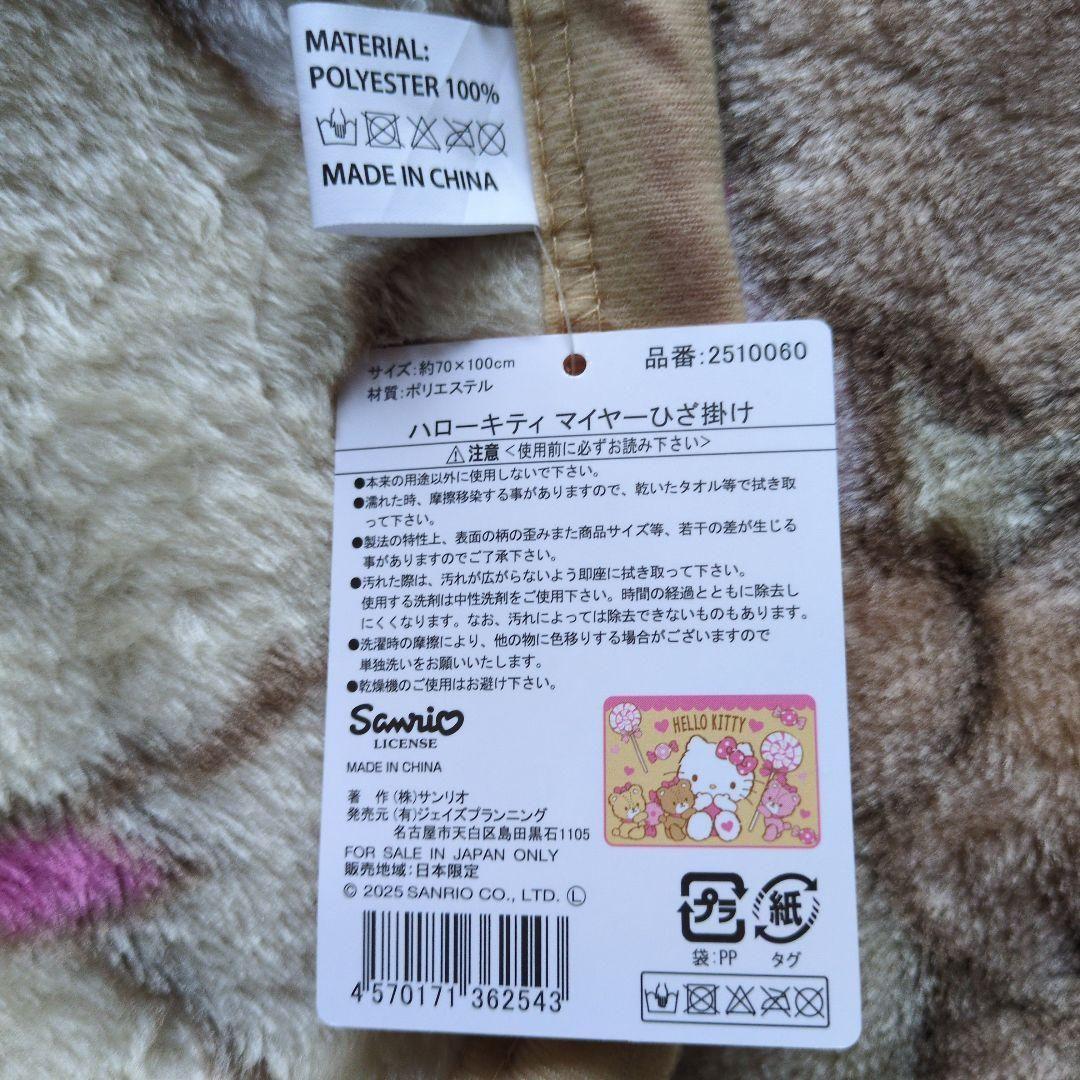 MATERIAL:
POLYESTER 100%
MADE IN CHINA
サイズ:約70×100cm
品番:2510060
材質:ポリエステル
ハローキティ マイヤーひざ掛け
注意<使用前に必ずお読み下さい>
●本来の用途以外に使用しないで下さい。
●濡れた時、摩擦移染する事がありますので、乾いたタオル等で拭き取
って下さい。
●製法の特性上、表面の柄の歪みまた商品サイズ等、若干の差が生じる
事がありますのでご了承下さい。
●汚れた際は、汚れが広がらないよう即座に拭き取って下さい。
使用する洗剤は中性洗剤をご使用下さい。時間の経過とともに除去し
にくくなります。なお、汚れによっては除去できないものもあります。
●洗濯時の摩擦により、他の物に色移りする場合がございますので
単独洗いをお願いいたします。
●乾燥機のご使用はお避け下さい。
Sanrio
LICENSE
MADE IN CHINA
HELLO KITTY
著 作 (株)サンリオ
発売元 (有)ジェイズプランニング
名古屋市天白区島田黒石1105
FOR SALE IN JAPAN ONLY
販売地域:日本限定
© 2025 SANRIO CO., LTD. Ⓛ
プラ
紙
袋:PP
タグ
4 570171 362543